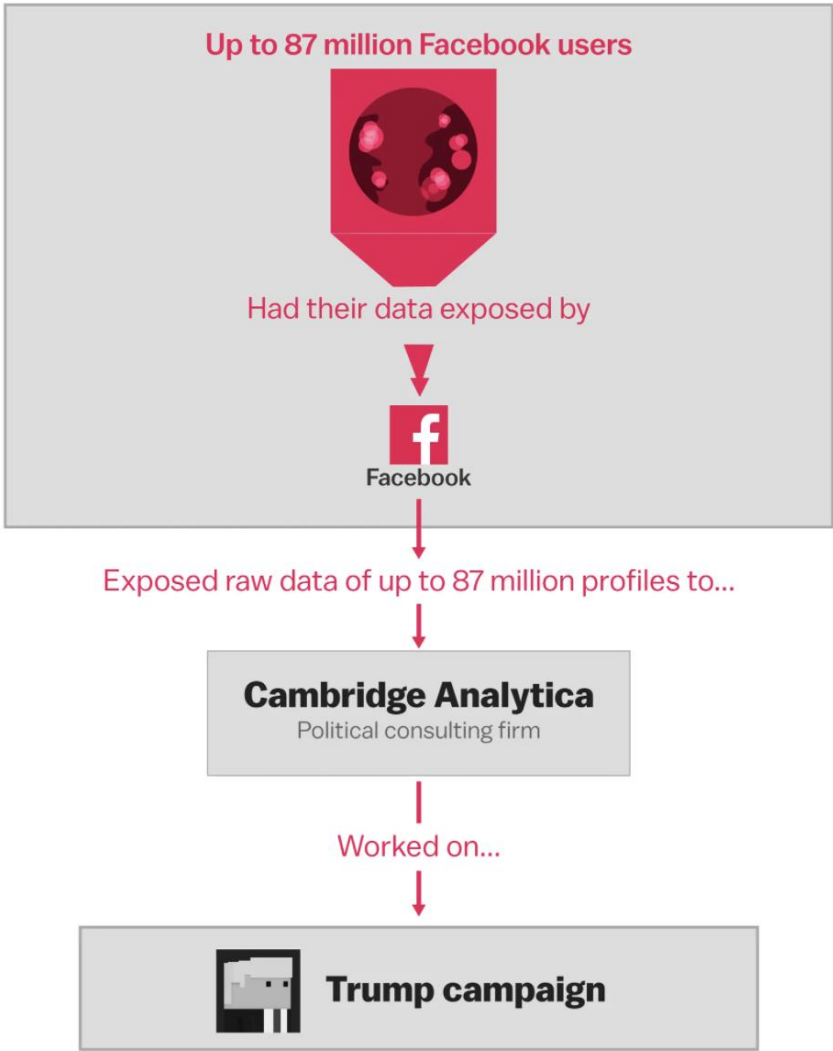 Up to 87 million Facebook users
Had their data exposed by
f
Facebook
Exposed raw data of up to 87 million profiles to...
Cambridge Analytica
Political consulting firm
Worked on...
Trump campaign